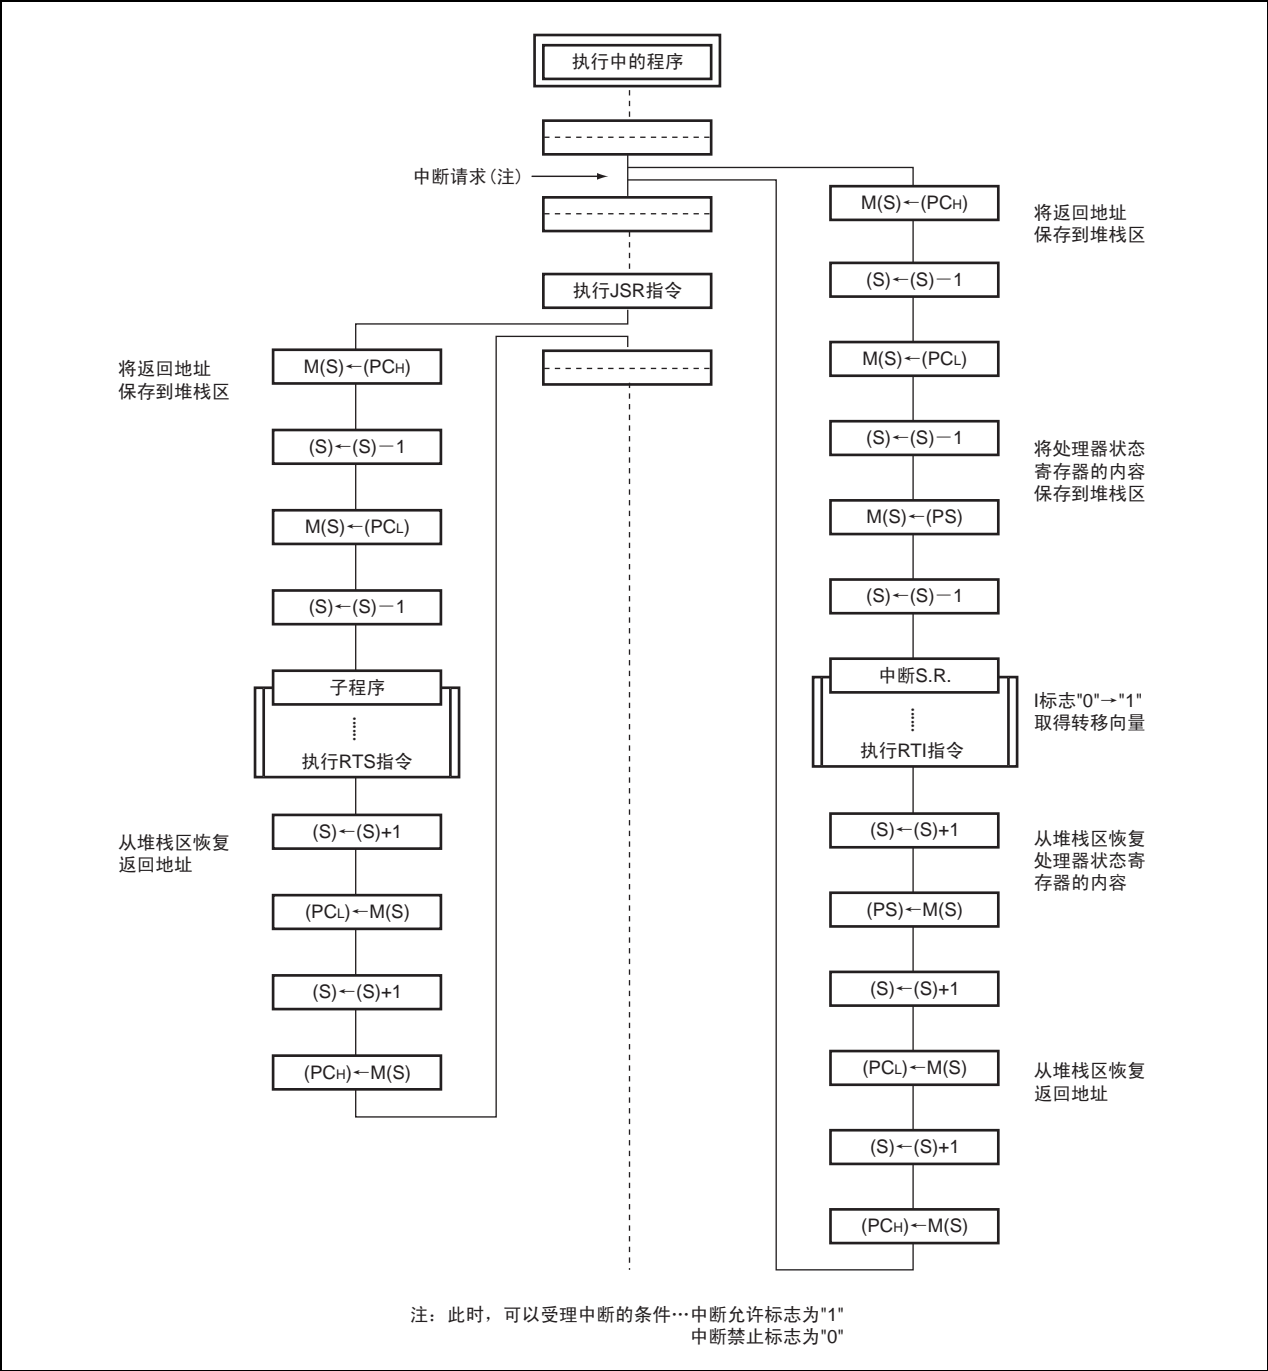 执行中的程序
中断请求(注)
执行JSR指令
将返回地址
保存到堆栈区
M(S)←(PCH)
(S)←(S)－1
M(S)←(PCL)
(S)←(S)－1
子程序
执行RTS指令
从堆栈区恢复
返回地址
(S)←(S)+1
(PCL)←M(S)
(S)←(S)+1
(PCH)←M(S)
M(S)←(PCH)
将返回地址
保存到堆栈区
(S)←(S)－1
M(S)←(PCL)
(S)←(S)－1
将处理器状态
寄存器的内容
保存到堆栈区
M(S)←(PS)
(S)←(S)－1
中断S.R.
执行RTI指令
I标志"0"→"1"
取得转移向量
(S)←(S)+1
从堆栈区恢复
处理器状态寄
存器的内容
(PS)←M(S)
(S)←(S)+1
(PCL)←M(S)
从堆栈区恢复
返回地址
(S)←(S)+1
(PCH)←M(S)
注：此时，可以受理中断的条件…中断允许标志为"1"
中断禁止标志为"0"